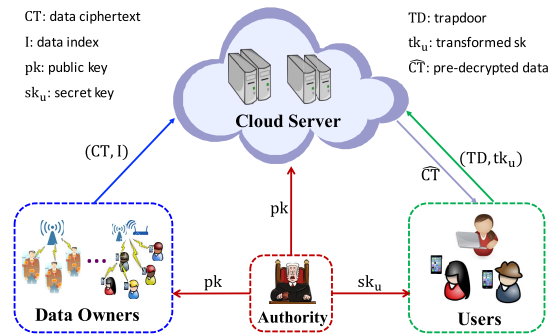 CT: data ciphertext
I: data index
pk: public key
sk_u: secret key
TD: trapdoor
tk_u: transformed sk
C͡T: pre-decrypted data
Cloud Server
(CT, I)
(TD, tk_u)
C͡T
pk
pk
sk_u
Data Owners
Authority
Users